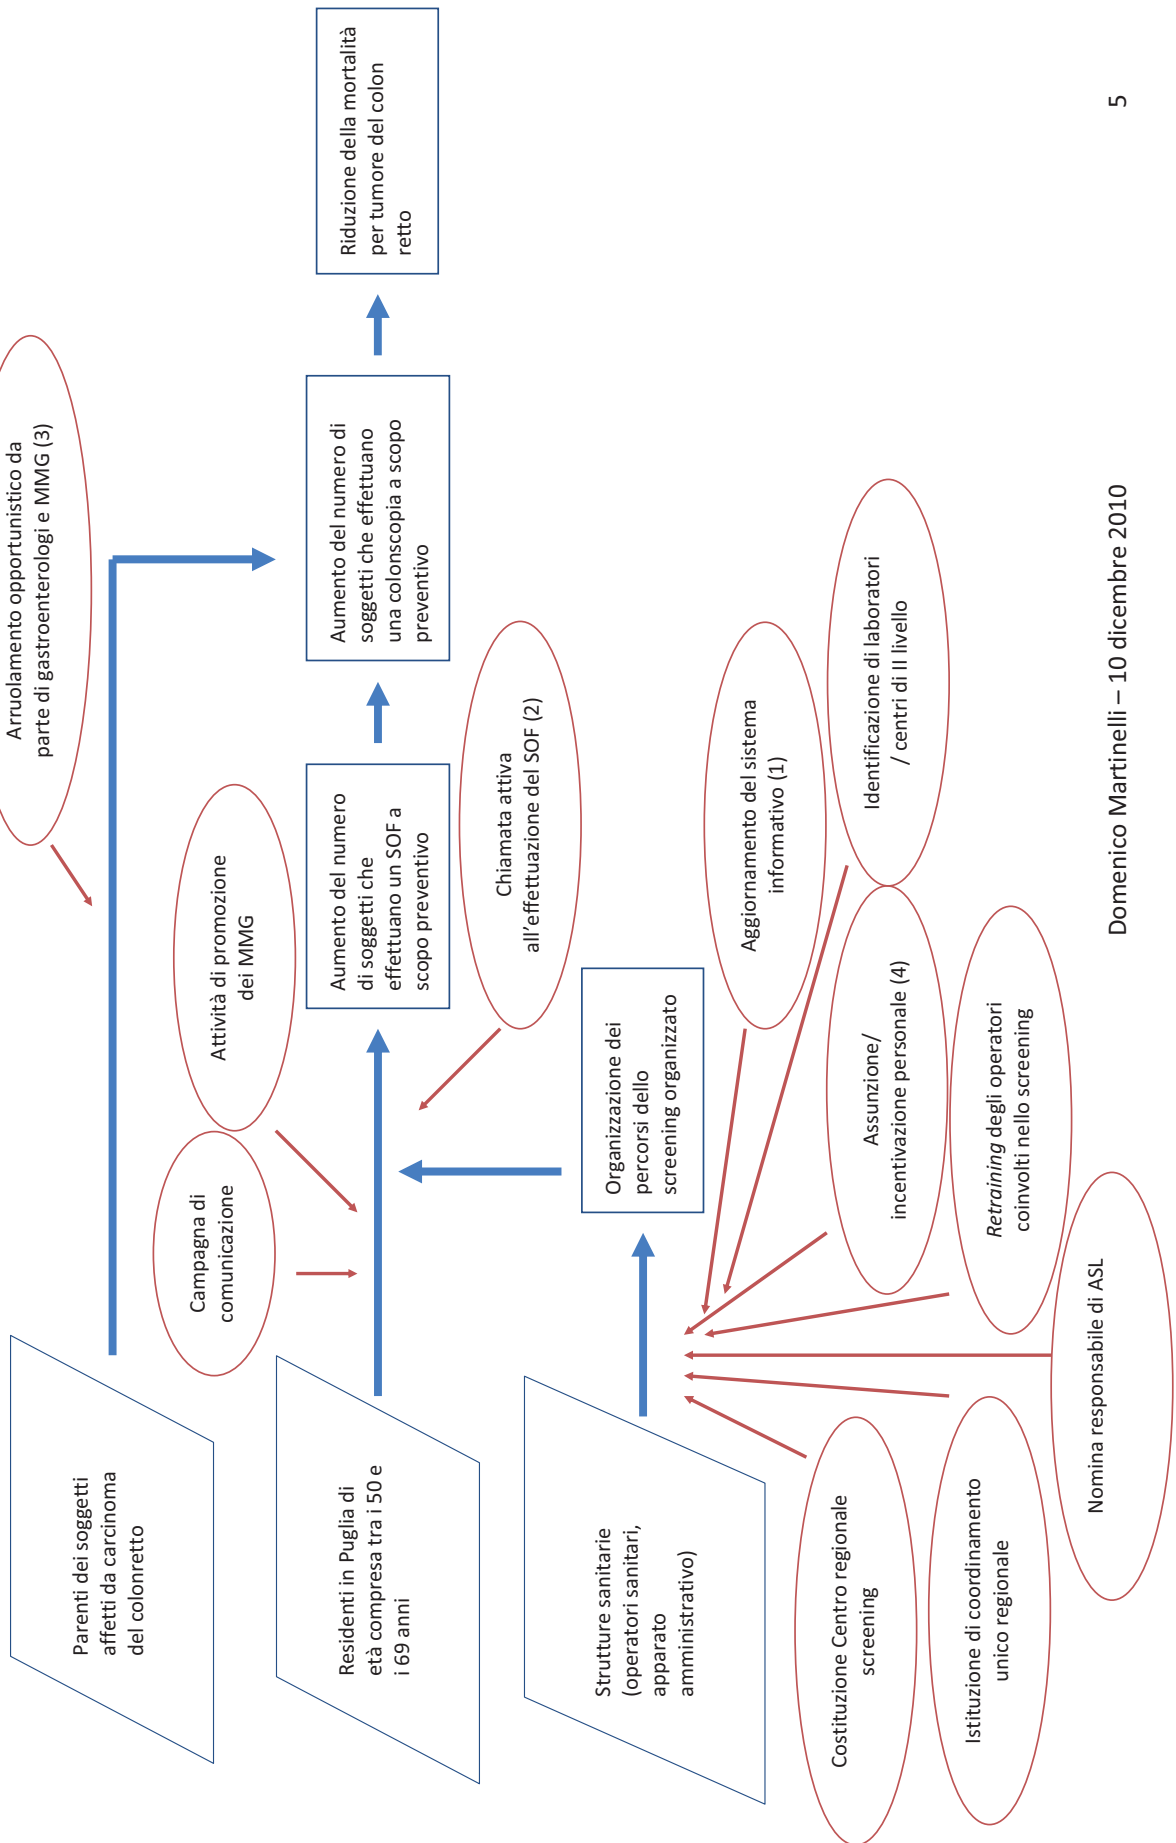 Arruolamento opportunistico da
parte di gastroenterologi e MMG (3)
Parenti dei soggetti
affetti da carcinoma
del colonretto
Campagna di
comunicazione
Attività di promozione
dei MMG
Residenti in Puglia di
età compresa tra i 50 e
i 69 anni
Aumento del numero
di soggetti che
effettuano un SOF a
scopo preventivo
Aumento del numero di
soggetti che effettuano
una colonscopia a scopo
preventivo
Riduzione della mortalità
per tumore del colon
retto
Chiamata attiva
all’effettuazione del SOF (2)
Strutture sanitarie
(operatori sanitari,
apparato
amministrativo)
Organizzazione dei
percorsi dello
screening organizzato
Aggiornamento del sistema
informativo (1)
Identificazione di laboratori
/ centri di II livello
Assunzione/
incentivazione personale (4)
Costituzione Centro regionale
screening
Retraining degli operatori
coinvolti nello screening
Istituzione di coordinamento
unico regionale
Nomina responsabile di ASL
Domenico Martinelli – 10 dicembre 2010
5